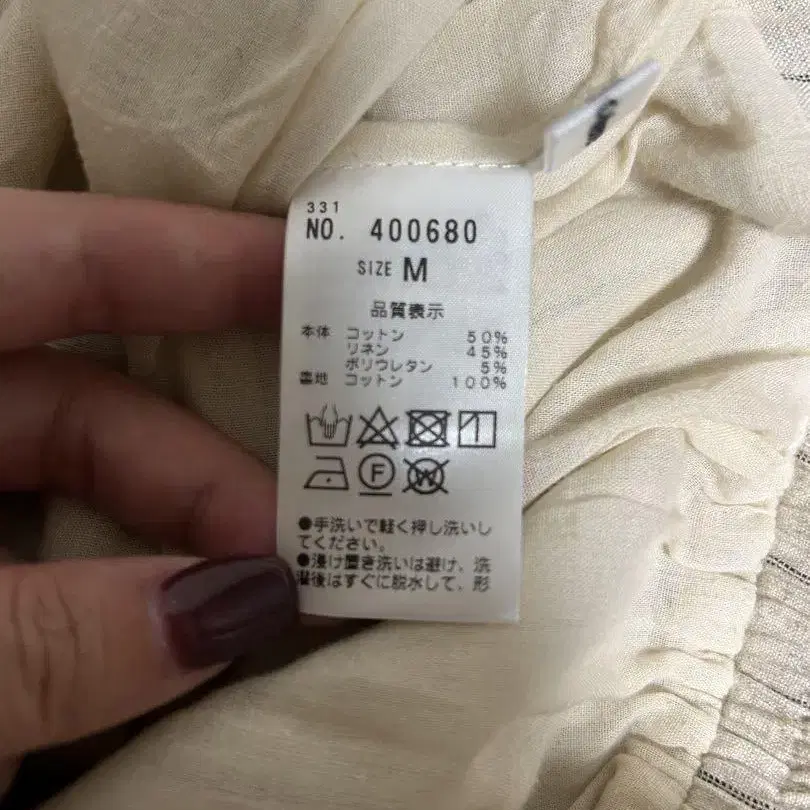 331
NO. 400680
SIZE M
品質表示
本体 コットン 50%
リネン 45%
ポリウレタン 5%
裏地 コットン 100%
F
W
●手洗いで軽く押し洗いし
てください。
●浸け置き洗いは避け、洗
濯後はすぐに脱水して、形